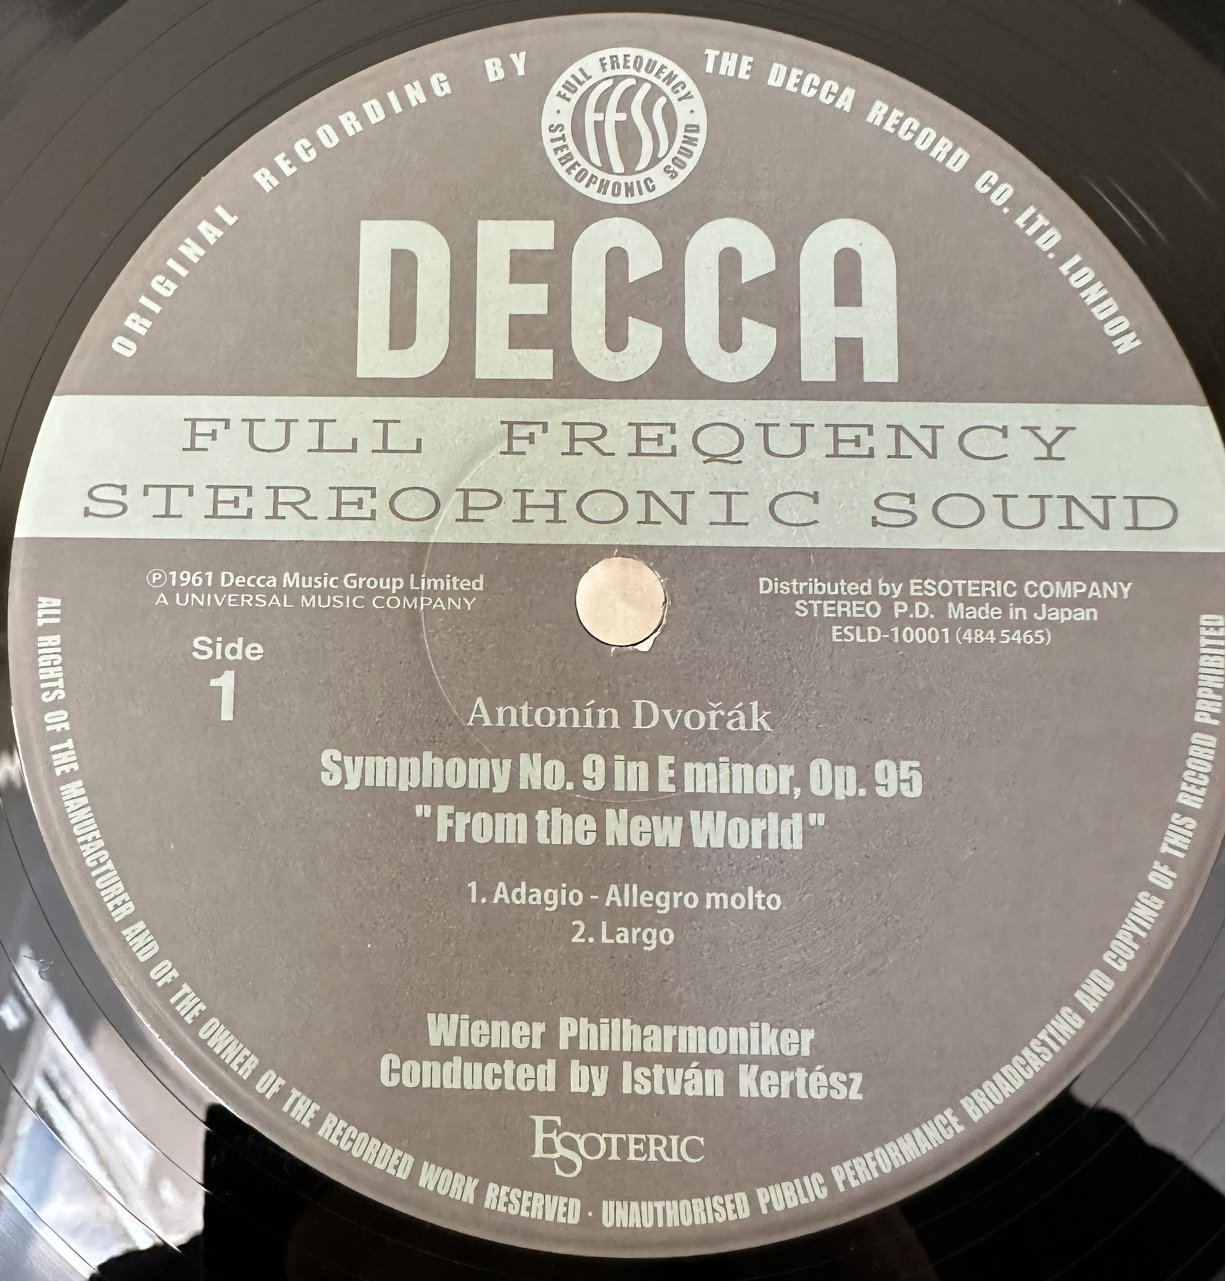 ORIGINAL RECORDING BY THE DECCA RECORD CO. LTD. LONDON
FULL FREQUENCY · STEREOPHONIC SOUND ·
FFSS
DECCA
FULL FREQUENCY
STEREOPHONIC SOUND
Ⓟ1961 Decca Music Group Limited
A UNIVERSAL MUSIC COMPANY
Distributed by ESOTERIC COMPANY
STEREO P.D. Made in Japan
ESLD-10001 (484 5465)
Side
1
Antonín Dvořák
Symphony No. 9 in E minor, Op. 95
"From the New World"
1. Adagio - Allegro molto
2. Largo
Wiener Philharmoniker
Conducted by István Kertész
ESOTERIC
ALL RIGHTS OF THE MANUFACTURER AND OF THE OWNER OF THE RECORDED WORK RESERVED · UNAUTHORISED PUBLIC PERFORMANCE BROADCASTING AND COPYING OF THIS RECORD PRPHIBITED